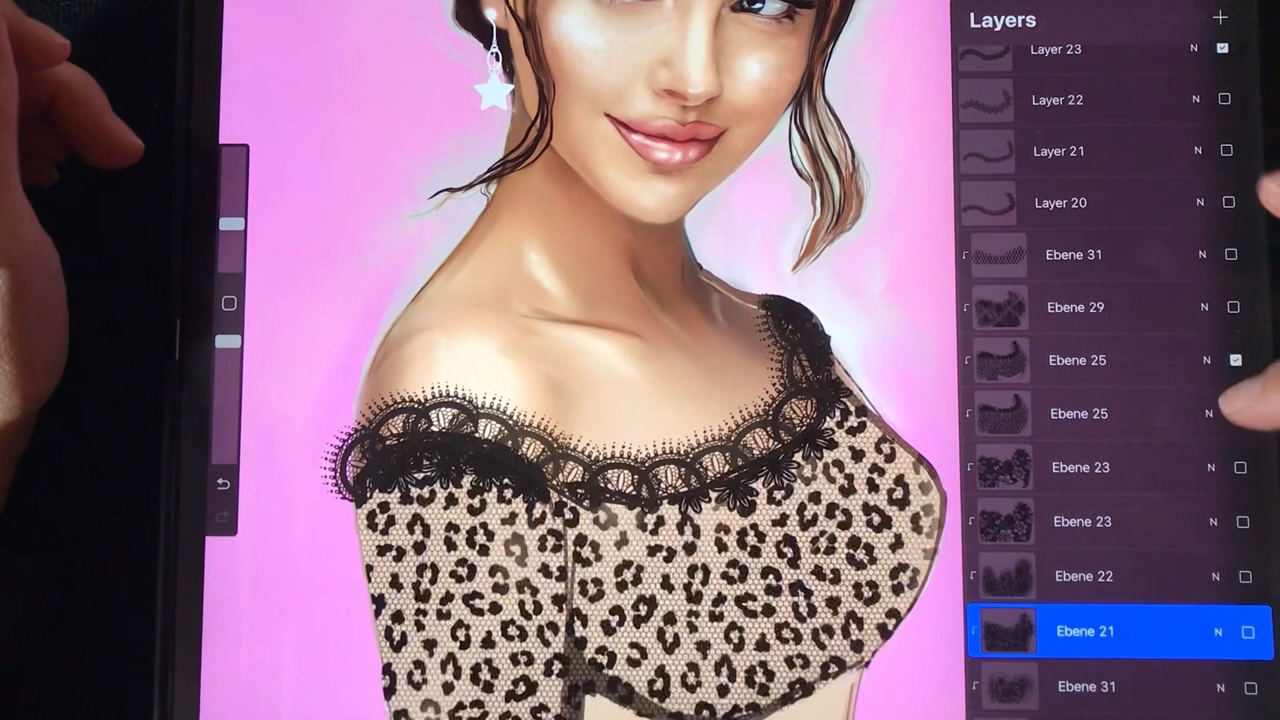 Layers
Layer 23 N
Layer 22 N
Layer 21 N
Layer 20 N
Ebene 31 N
Ebene 29 N
Ebene 25 N
Ebene 25 N
Ebene 23 N
Ebene 23 N
Ebene 22 N
Ebene 21 N
Ebene 31 N